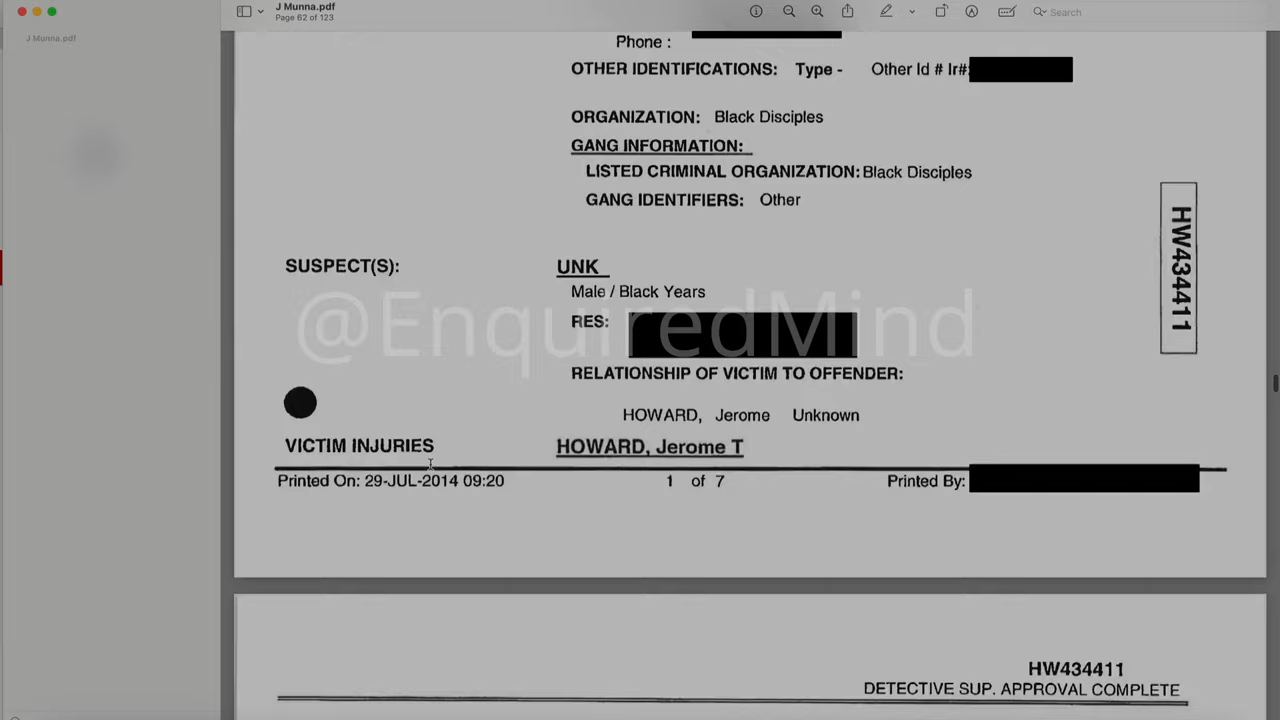 J Munna.pdf
Page 62 of 123
Search
J Munna.pdf
Phone :
OTHER IDENTIFICATIONS: Type - Other Id # Ir#:
ORGANIZATION: Black Disciples
GANG INFORMATION:
LISTED CRIMINAL ORGANIZATION: Black Disciples
GANG IDENTIFIERS: Other
HW434411
SUSPECT(S): UNK
Male / Black Years
@EnquiredMind
RES:
RELATIONSHIP OF VICTIM TO OFFENDER:
HOWARD, Jerome Unknown
VICTIM INJURIES HOWARD, Jerome T
Printed On: 29-JUL-2014 09:20 1 of 7 Printed By:
HW434411
DETECTIVE SUP. APPROVAL COMPLETE